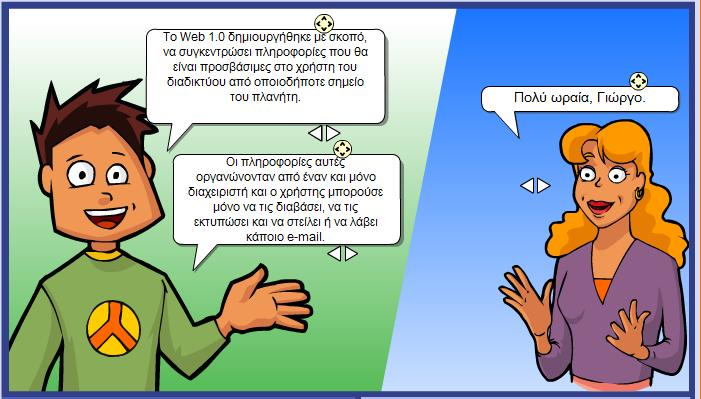 Το Web 1.0 δημιουργήθηκε με σκοπό,
να συγκεντρώσει πληροφορίες που θα
είναι προσβάσιμες στο χρήστη του
διαδικτύου από οποιοδήποτε σημείο
του πλανήτη.
Οι πληροφορίες αυτές
οργανώνονταν από έναν και μόνο
διαχειριστή και ο χρήστης μπορούσε
μόνο να τις διαβάσει, να τις
εκτυπώσει και να στείλει ή να λάβει
κάποιο e-mail.
Πολύ ωραία, Γιώργο.